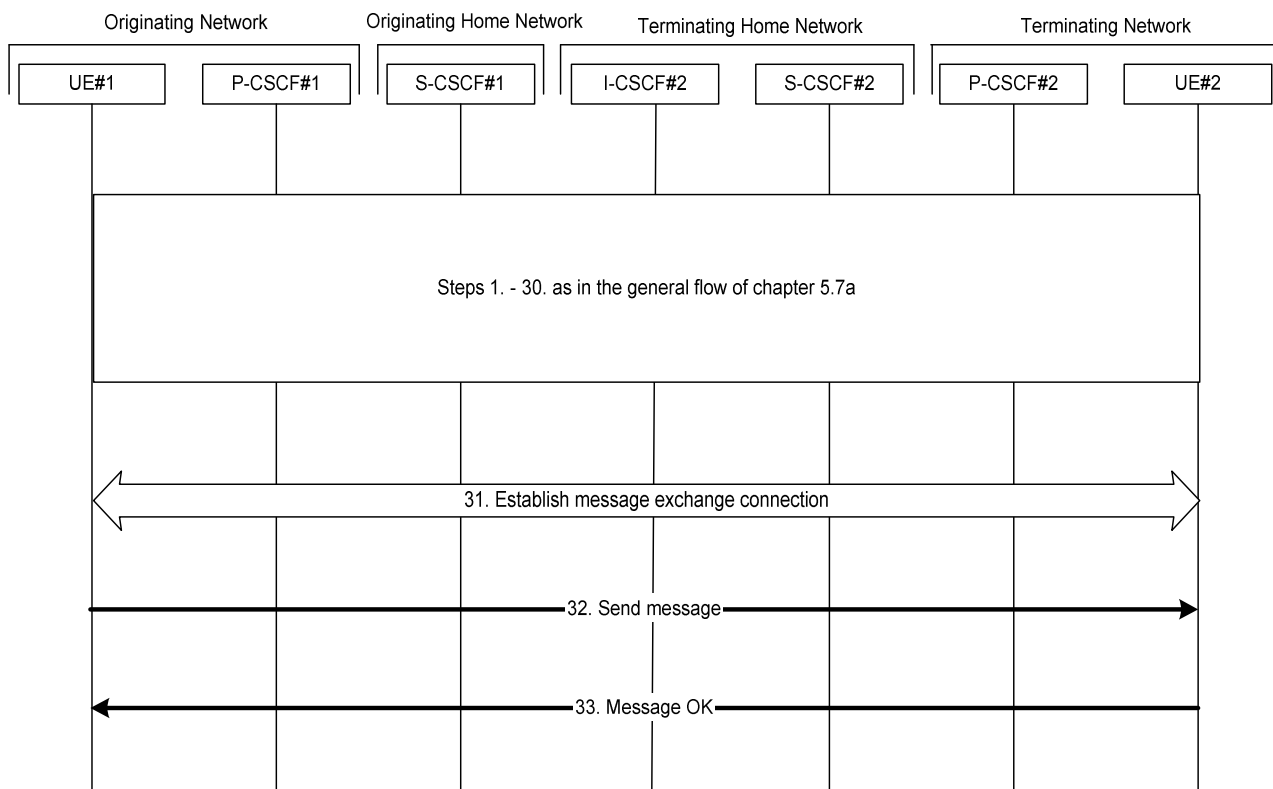 Originating Network
Originating Home Network
Terminating Home Network
Terminating Network
UE#1
P-CSCF#1
S-CSCF#1
I-CSCF#2
S-CSCF#2
P-CSCF#2
UE#2
Steps 1. - 30. as in the general flow of chapter 5.7a
31. Establish message exchange connection
32. Send message
33. Message OK